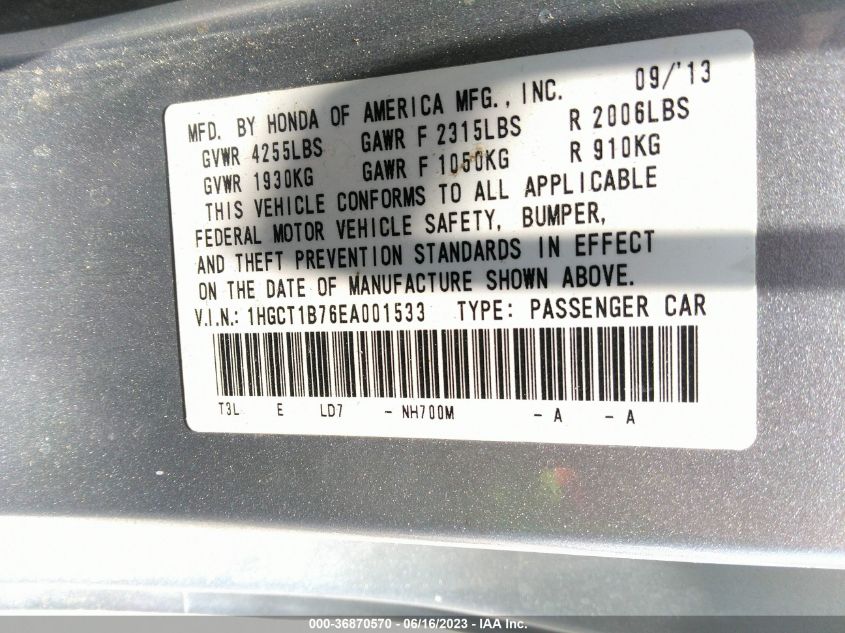 MFD. BY HONDA OF AMERICA MFG., INC. 09/'13
GVWR 4255LBS GAWR F 2315LBS R 2006LBS
GVWR 1930KG GAWR F 1050KG R 910KG
THIS VEHICLE CONFORMS TO ALL APPLICABLE
FEDERAL MOTOR VEHICLE SAFETY, BUMPER,
AND THEFT PREVENTION STANDARDS IN EFFECT
ON THE DATE OF MANUFACTURE SHOWN ABOVE.
V.I.N.: 1HGCT1B76EA001533 TYPE: PASSENGER CAR
T3L E LD7 - NH700M - A - A
000-36870570 - 06/16/2023 - IAA Inc.